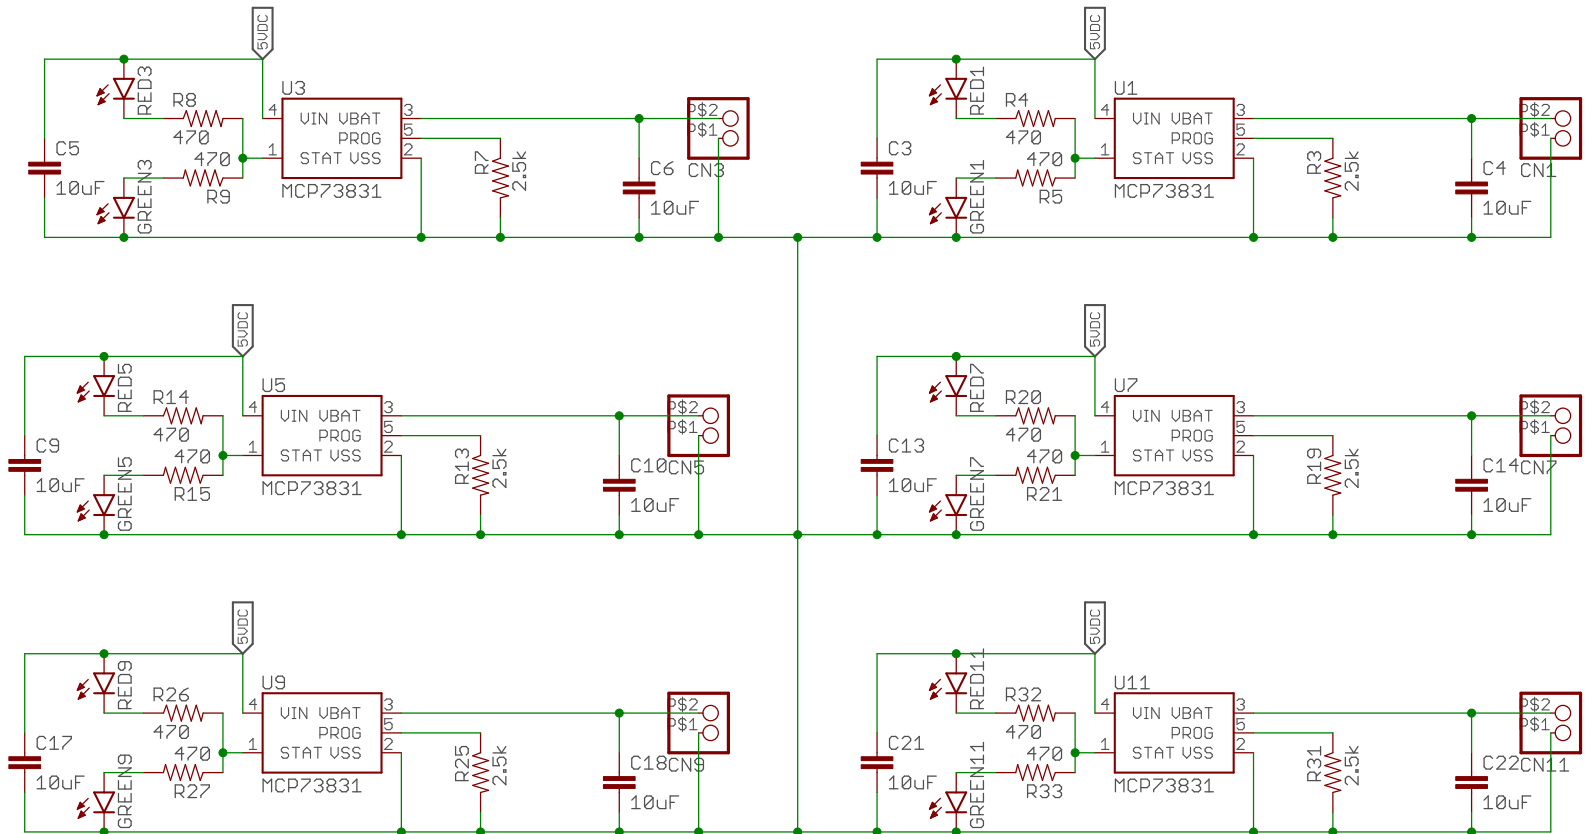 5VDC
RED3
R8
470
470
R9
GREEN3
C5
10uF
U3
4
1
VIN VBAT
PROG
STAT VSS
3
5
2
MCP73831
R7
2.5k
C6
10uF
P$2
P$1
CN3
5VDC
RED1
R4
470
470
R5
GREEN1
C3
10uF
U1
4
1
VIN VBAT
PROG
STAT VSS
3
5
2
MCP73831
R3
2.5k
C4
10uF
P$2
P$1
CN1
5VDC
RED5
R14
470
470
R15
GREEN5
C9
10uF
U5
4
1
VIN VBAT
PROG
STAT VSS
3
5
2
MCP73831
R13
2.5k
C10
10uF
P$2
P$1
CN5
5VDC
RED7
R20
470
470
R21
GREEN7
C13
10uF
U7
4
1
VIN VBAT
PROG
STAT VSS
3
5
2
MCP73831
R19
2.5k
C14
10uF
P$2
P$1
CN7
5VDC
RED9
R26
470
470
R27
GREEN9
C17
10uF
U9
4
1
VIN VBAT
PROG
STAT VSS
3
5
2
MCP73831
R25
2.5k
C18
10uF
P$2
P$1
CN9
5VDC
RED11
R32
470
470
R33
GREEN11
C21
10uF
U11
4
1
VIN VBAT
PROG
STAT VSS
3
5
2
MCP73831
R31
2.5k
C22
10uF
P$2
P$1
CN11